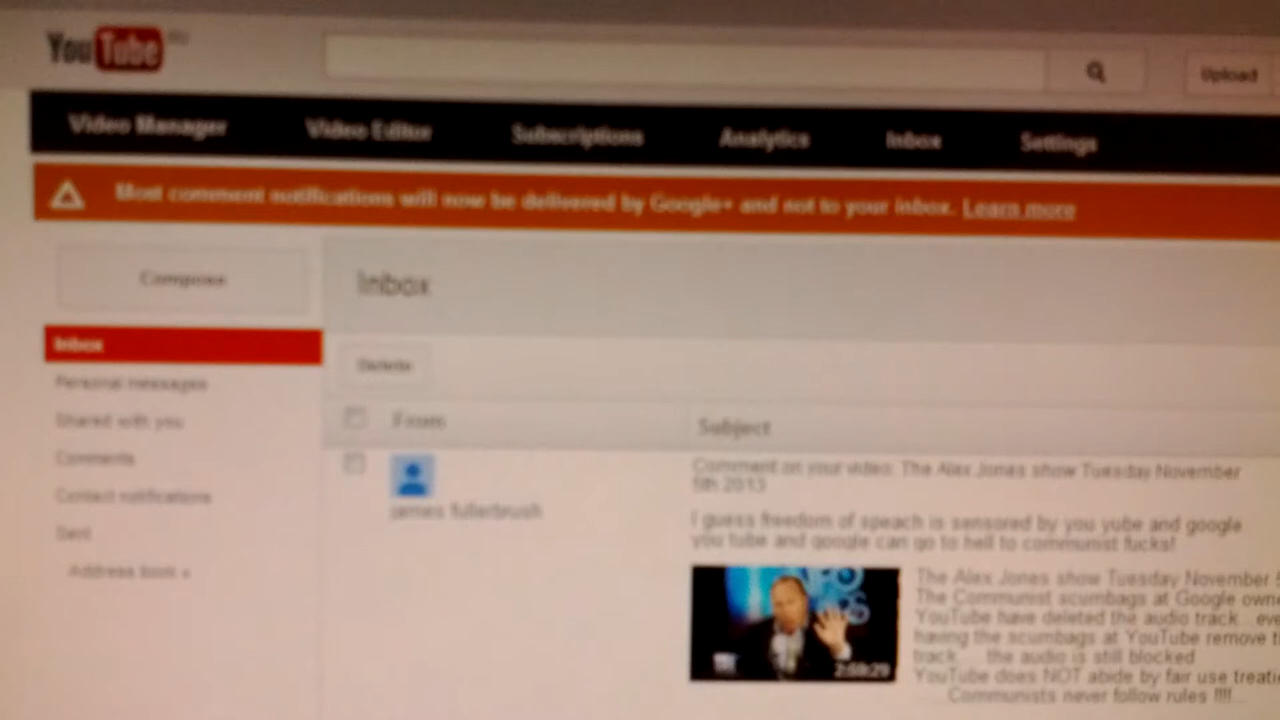 YouTube
Upload
Video Manager Video Editor Subscriptions Analytics Inbox Settings
Most comment notifications will now be delivered by Google+ and not to your inbox. Learn more
Compose
Inbox
Inbox
Delete
Personal messages
Shared with you
Comments
Contact notifications
Sent
Address book »
From
Subject
james fullerbrush
Comment on your video: The Alex Jones show Tuesday November
5th 2013
I guess freedom of speach is sensored by you yube and google
you tube and google can go to hell to communist fucks!
2:59:29
The Alex Jones show Tuesday November 5
The Communist scumbags at Google own
YouTube have deleted the audio track...eve
having the scumbags at YouTube remove t
track.... the audio is still blocked
YouTube does NOT abide by fair use treati
....Communists never follow rules !!!!...